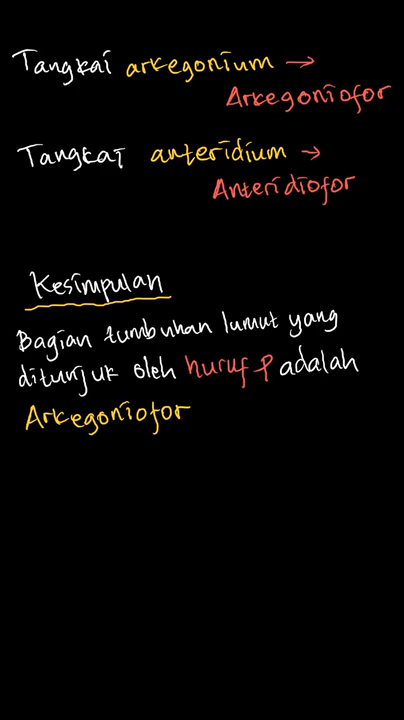 Tangkai arkegonium →
Arkegoniofor
Tangkai anteridium →
Anteridiofor
Kesimpulan
Bagian tumbuhan lumut yang
ditunjuk oleh huruf P adalah
Arkegoniofor